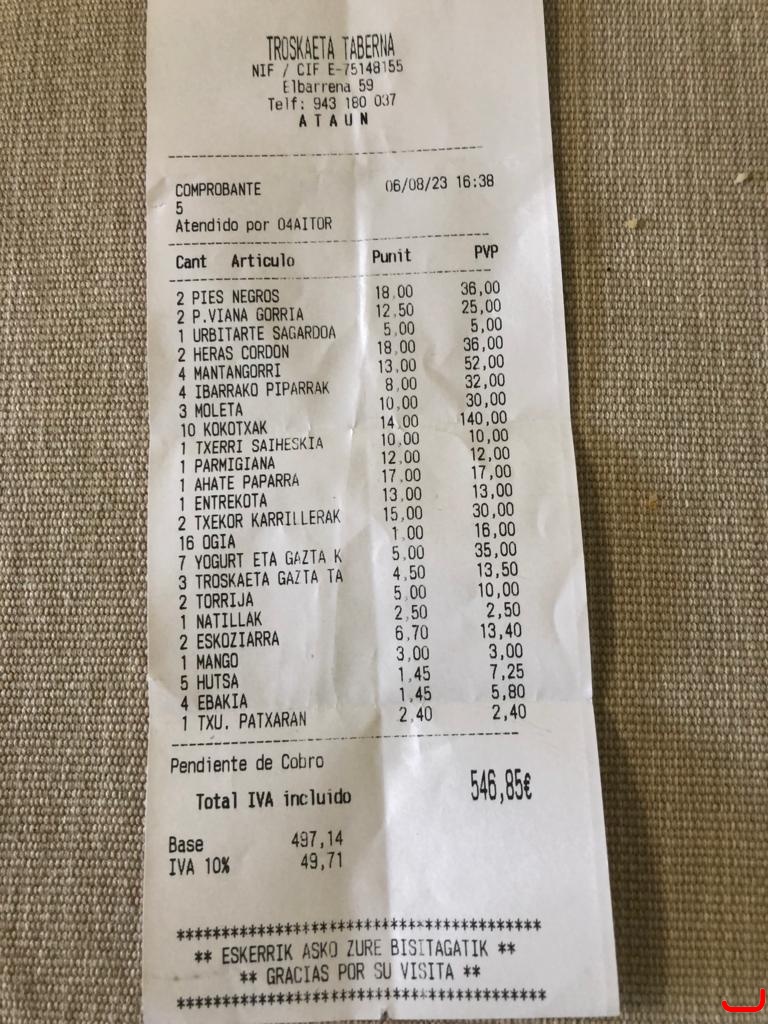 TROSKAETA TABERNA
NIF / CIF E-75148155
Elbarrena 59
Telf: 943 180 037
ATAUN
COMPROBANTE 06/08/23 16:38
5
Atendido por 04AITOR
Cant Articulo Punit PVP
2 PIES NEGROS 18,00 36,00
2 P.VIANA GORRIA 12,50 25,00
1 URBITARTE SAGARDOA 5,00 5,00
2 HERAS CORDON 18,00 36,00
4 MANTANGORRI 13,00 52,00
4 IBARRAKO PIPARRAK 8,00 32,00
3 MOLETA 10,00 30,00
10 KOKOTXAK 14,00 140,00
1 TXERRI SAIHESKIA 10,00 10,00
1 PARMIGIANA 12,00 12,00
1 AHATE PAPARRA 17,00 17,00
1 ENTREKOTA 13,00 13,00
2 TXEKOR KARRILLERAK 15,00 30,00
16 OGIA 1,00 16,00
7 YOGURT ETA GAZTA K 5,00 35,00
3 TROSKAETA GAZTA TA 4,50 13,50
2 TORRIJA 5,00 10,00
1 NATILLAK 2,50 2,50
2 ESKOZIARRA 6,70 13,40
1 MANGO 3,00 3,00
5 HUTSA 1,45 7,25
4 EBAKIA 1,45 5,80
1 TXU. PATXARAN 2,40 2,40
Pendiente de Cobro
Total IVA incluido 546,85€
Base 497,14
IVA 10% 49,71
****************************************
** ESKERRIK ASKO ZURE BISITAGATIK **
** GRACIAS POR SU VISITA **
****************************************